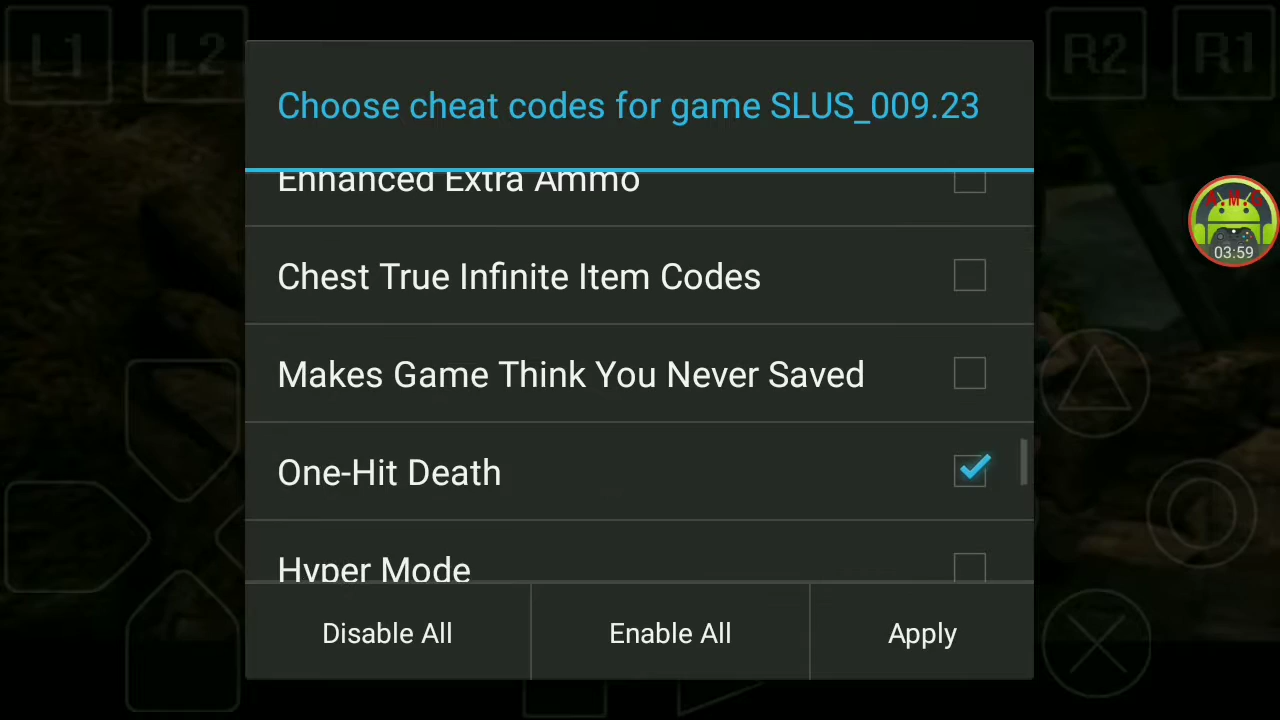 L1
L2
R2
R1
Choose cheat codes for game SLUS_009.23
Enhanced Extra Ammo
Chest True Infinite Item Codes
A.M.G
03:59
Makes Game Think You Never Saved
One-Hit Death
Hyper Mode
Disable All
Enable All
Apply